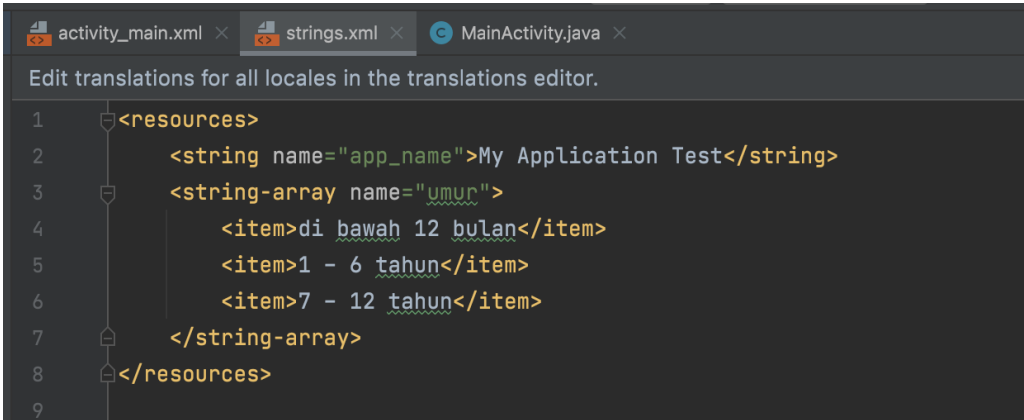 activity_main.xml strings.xml MainActivity.java
Edit translations for all locales in the translations editor.
1 <resources>
2 <string name="app_name">My Application Test</string>
3 <string-array name="umur">
4 <item>di bawah 12 bulan</item>
5 <item>1 - 6 tahun</item>
6 <item>7 - 12 tahun</item>
7 </string-array>
8 </resources>
9